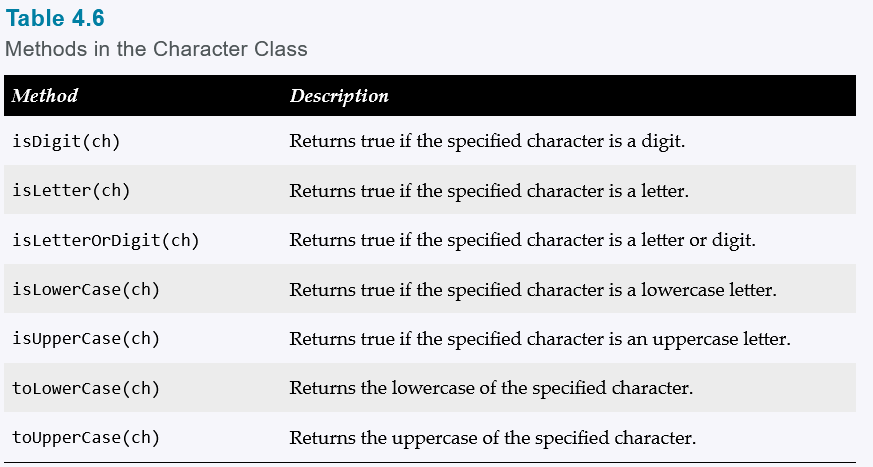 Table 4.6
Methods in the Character Class
Method Description
isDigit(ch) Returns true if the specified character is a digit.
isLetter(ch) Returns true if the specified character is a letter.
isLetterOrDigit(ch) Returns true if the specified character is a letter or digit.
isLowerCase(ch) Returns true if the specified character is a lowercase letter.
isUpperCase(ch) Returns true if the specified character is an uppercase letter.
toLowerCase(ch) Returns the lowercase of the specified character.
toUpperCase(ch) Returns the uppercase of the specified character.